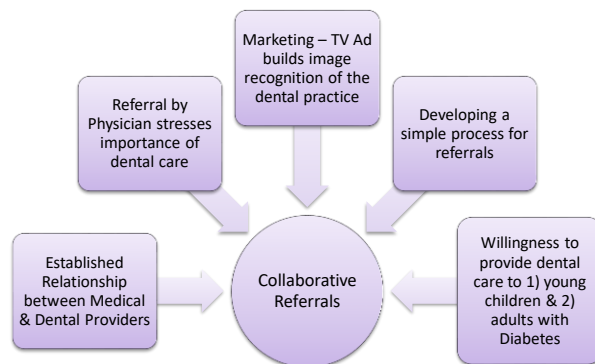 Marketing – TV Ad
builds image
recognition of the
dental practice
Referral by
Physician stresses
importance of
dental care
Developing a
simple process for
referrals
Established
Relationship
between Medical
& Dental Providers
Collaborative
Referrals
Willingness to
provide dental
care to 1) young
children & 2)
adults with
Diabetes